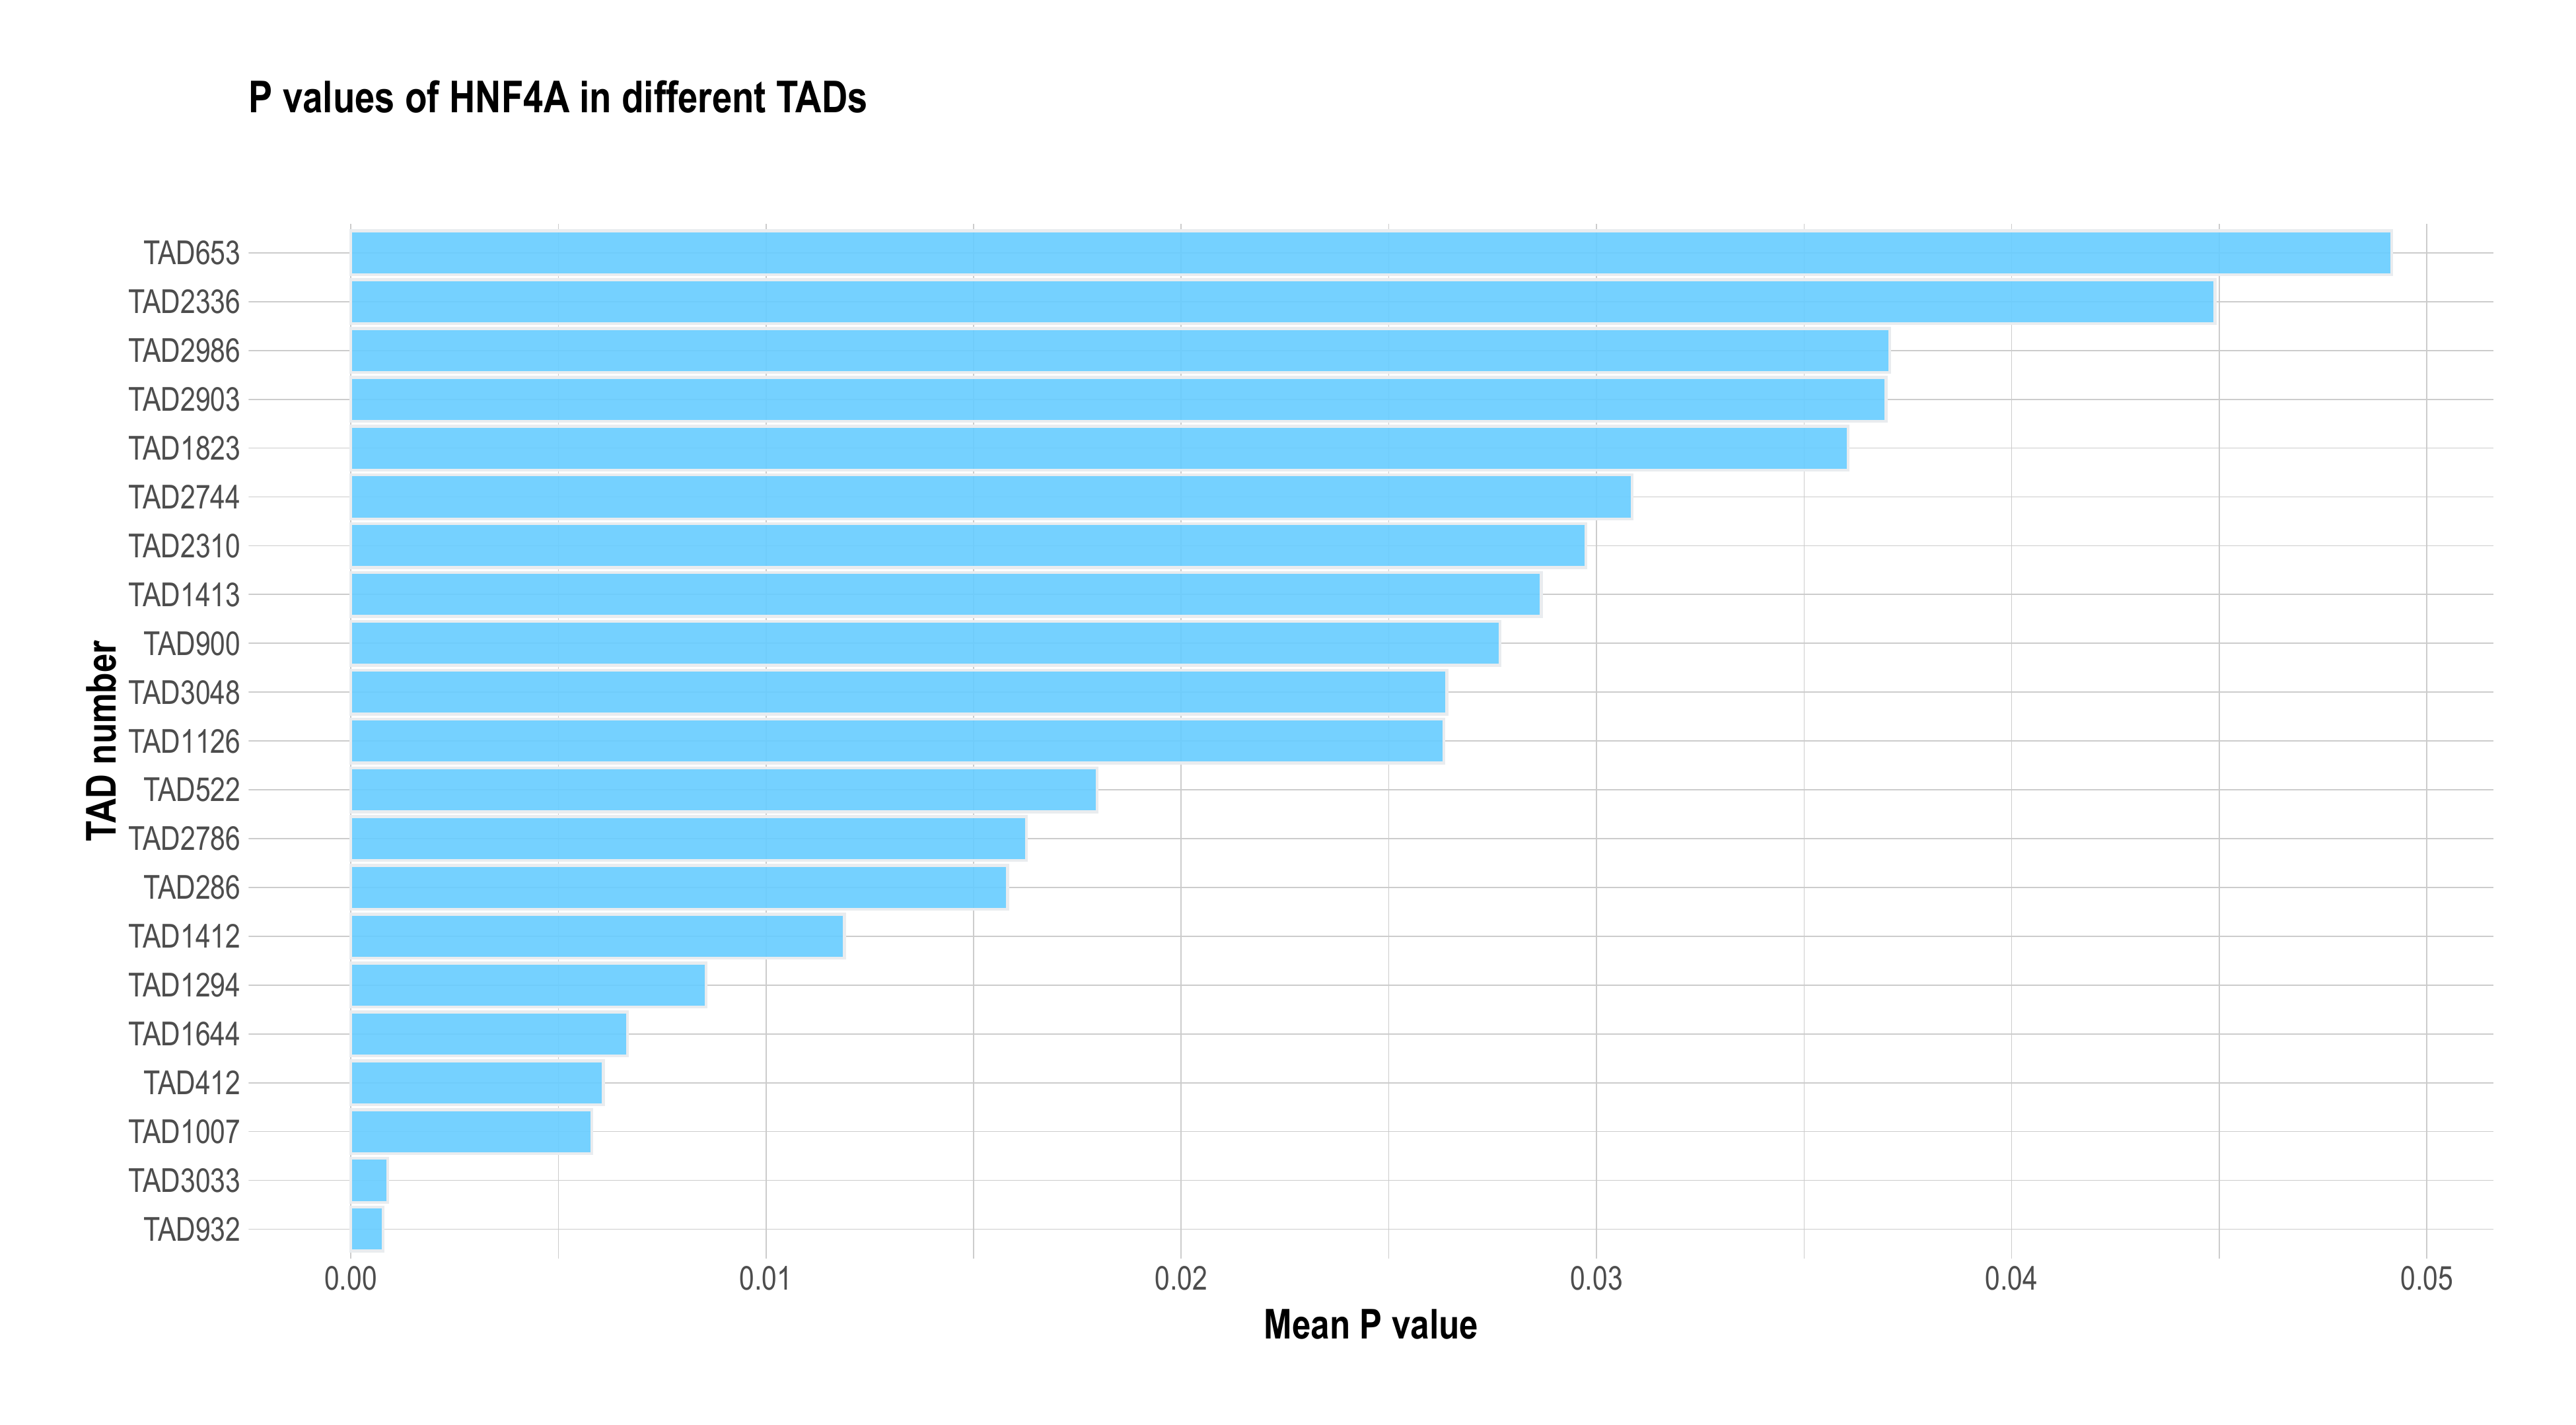 P values of HNF4A in different TADs
TAD number
TAD653
TAD2336
TAD2986
TAD2903
TAD1823
TAD2744
TAD2310
TAD1413
TAD900
TAD3048
TAD1126
TAD522
TAD2786
TAD286
TAD1412
TAD1294
TAD1644
TAD412
TAD1007
TAD3033
TAD932
0.00 0.01 0.02 0.03 0.04 0.05
Mean P value